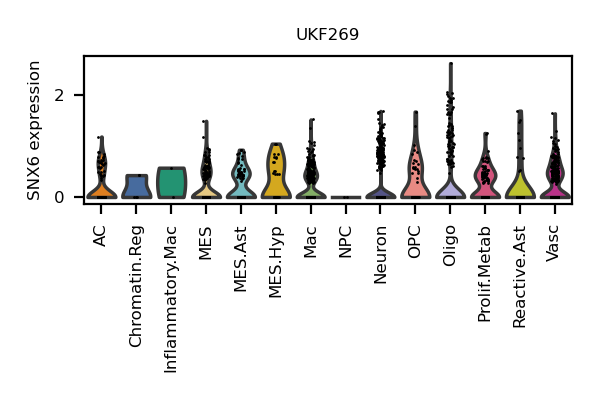 UKF269
SNX6 expression
2
0
AC
Chromatin.Reg
Inflammatory.Mac
MES
MES.Ast
MES.Hyp
Mac
NPC
Neuron
OPC
Oligo
Prolif.Metab
Reactive.Ast
Vasc